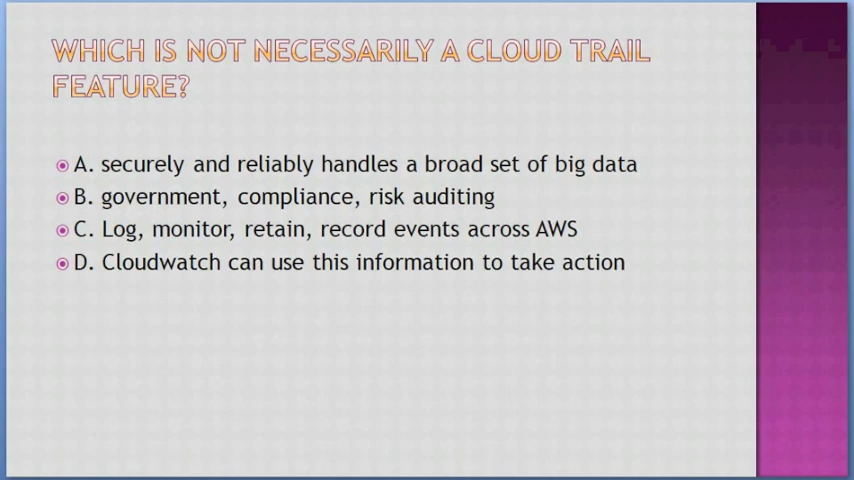 WHICH IS NOT NECESSARILY A CLOUD TRAIL
FEATURE?
A. securely and reliably handles a broad set of big data
B. government, compliance, risk auditing
C. Log, monitor, retain, record events across AWS
D. Cloudwatch can use this information to take action